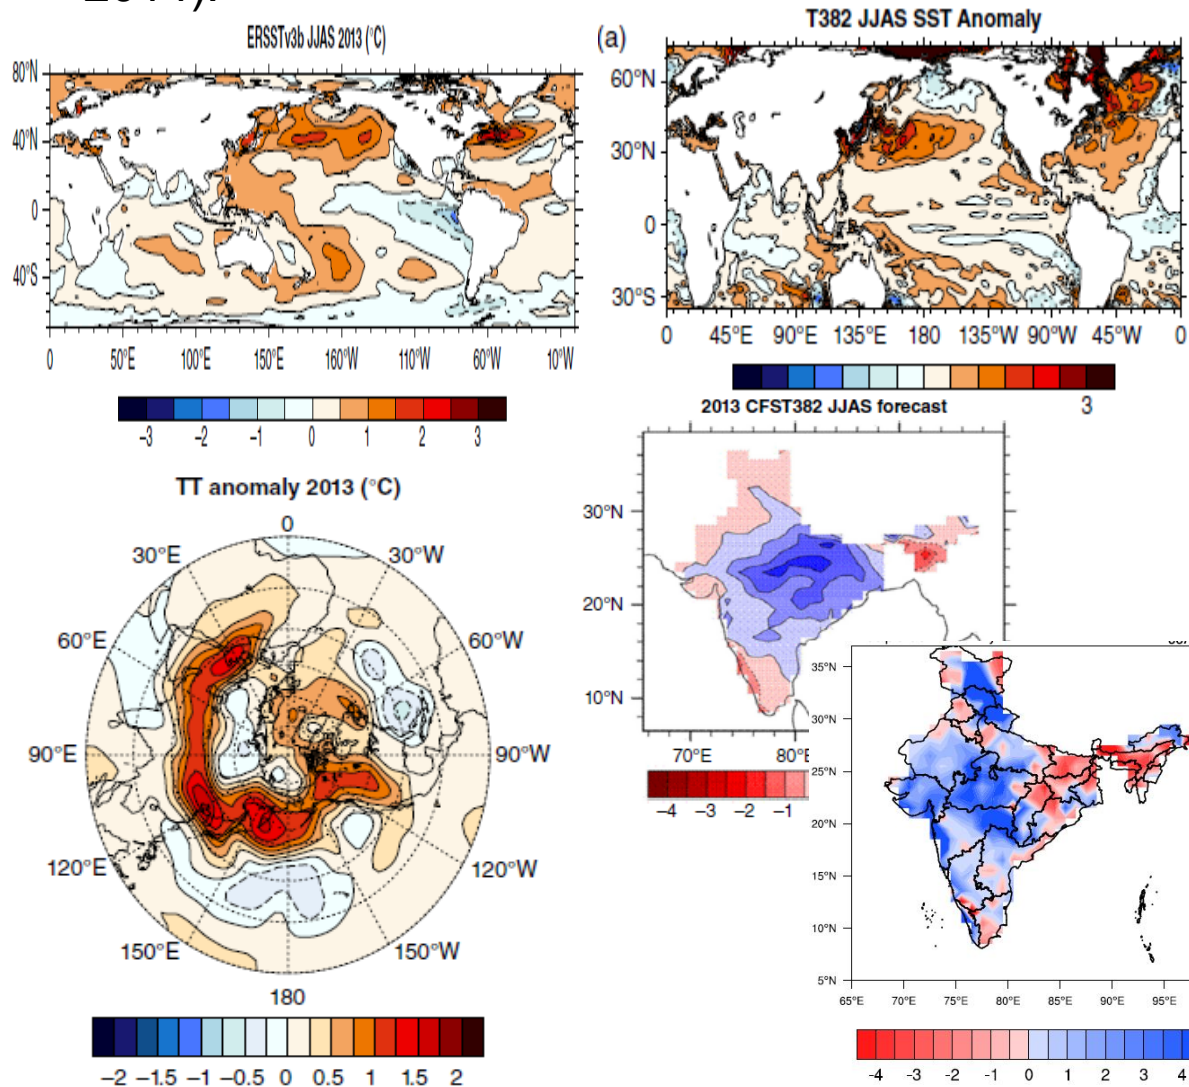 ERSSTv3b JJAS 2013 (°C)
80°N
40°N
0
40°S
0 50°E 100°E 150°E 160°W 110°W 60°W 10°W
-3 -2 -1 0 1 2 3
(a)
T382 JJAS SST Anomaly
60°N
30°N
0
30°S
0 45°E 90°E 135°E 180 135°W 90°W 45°W 0
3
2013 CFST382 JJAS forecast
30°N
20°N
10°N
70°E 80°E
-4 -3 -2 -1
TT anomaly 2013 (°C)
0
30°E 30°W
60°E 60°W
90°E 90°W
120°E 120°W
150°E 150°W
180
-2 -1.5 -1 -0.5 0 0.5 1 1.5 2
35°N
30°N
25°N
20°N
15°N
10°N
5°N
65°E 70°E 75°E 80°E 85°E 90°E 95°E
-4 -3 -2 -1 0 1 2 3 4